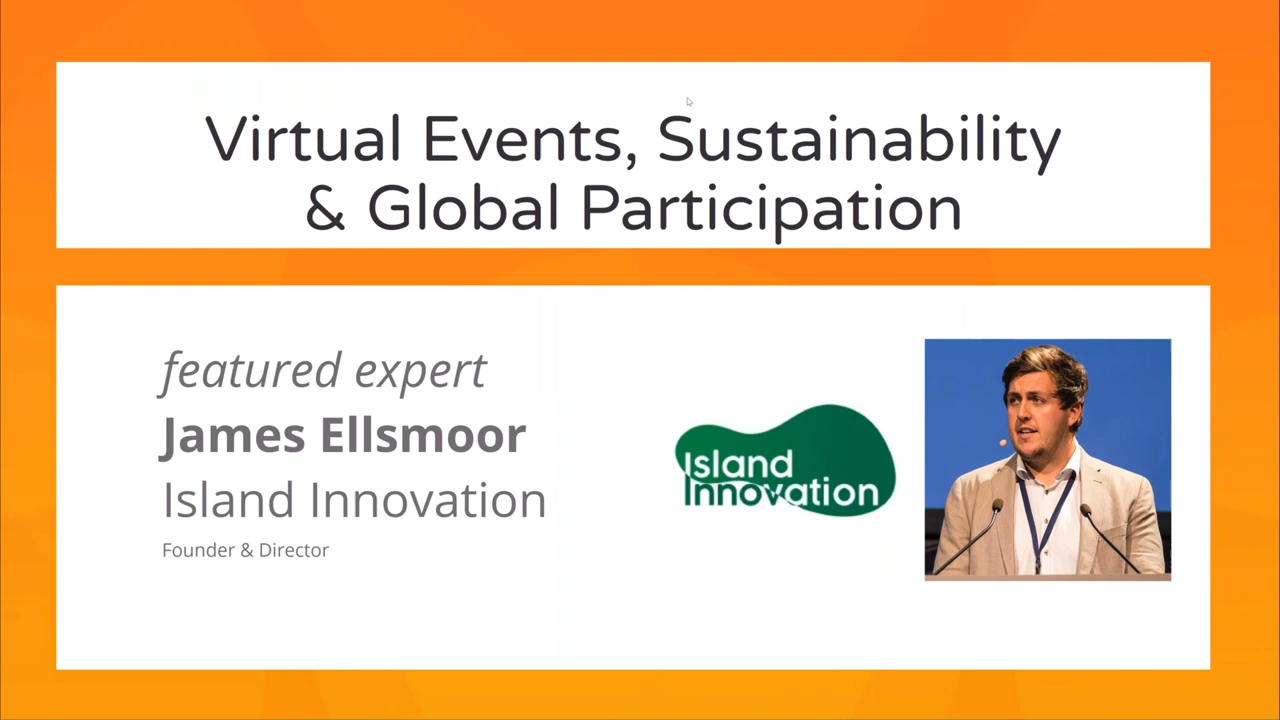 Virtual Events, Sustainability
& Global Participation
featured expert
James Ellsmoor
Island Innovation
Founder & Director
Island
Innovation